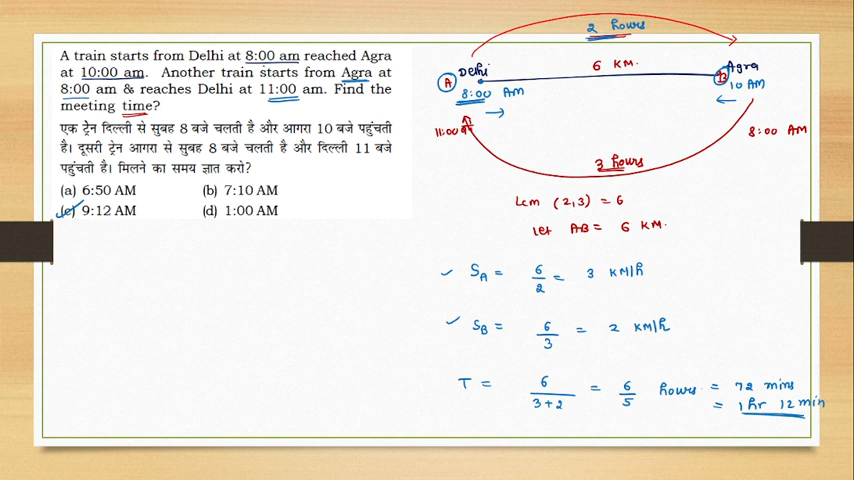 A train starts from Delhi at 8:00 am reached Agra
at 10:00 am. Another train starts from Agra at
8:00 am & reaches Delhi at 11:00 am. Find the
meeting time?
एक ट्रेन दिल्ली से सुबह 8 बजे चलती है और आगरा 10 बजे पहुंचती
है। दूसरी ट्रेन आगरा से सुबह 8 बजे चलती है और दिल्ली 11 बजे
पहुंचती है। मिलने का समय ज्ञात करो?
(a) 6:50 AM (b) 7:10 AM
(c) 9:12 AM (d) 1:00 AM
2 hours
Delhi 6 KM. Agra
A B
8:00 AM 10 AM
11:00 8:00 AM
3 hours
Lcm (2,3) = 6
Let AB = 6 KM.
SA = 6/2 = 3 KM/h
SB = 6/3 = 2 KM/h
T = 6/3+2 = 6/5 hours = 72 mins
= 1 hr 12 min